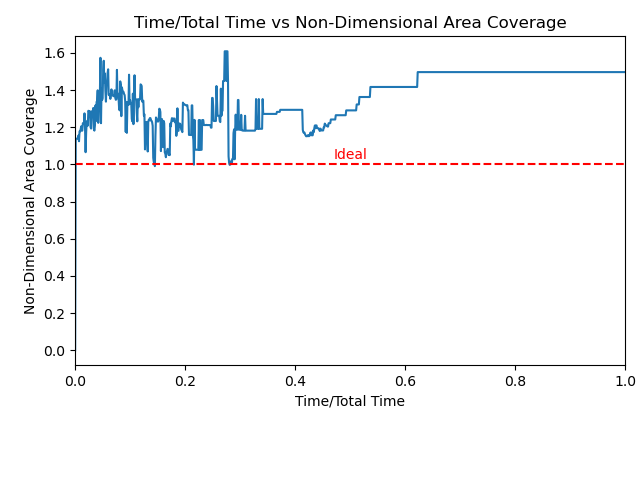 Time/Total Time vs Non-Dimensional Area Coverage
1.6
1.4
1.2
1.0
0.8
0.6
0.4
0.2
0.0
Non-Dimensional Area Coverage
Ideal
0.0 0.2 0.4 0.6 0.8 1.0
Time/Total Time